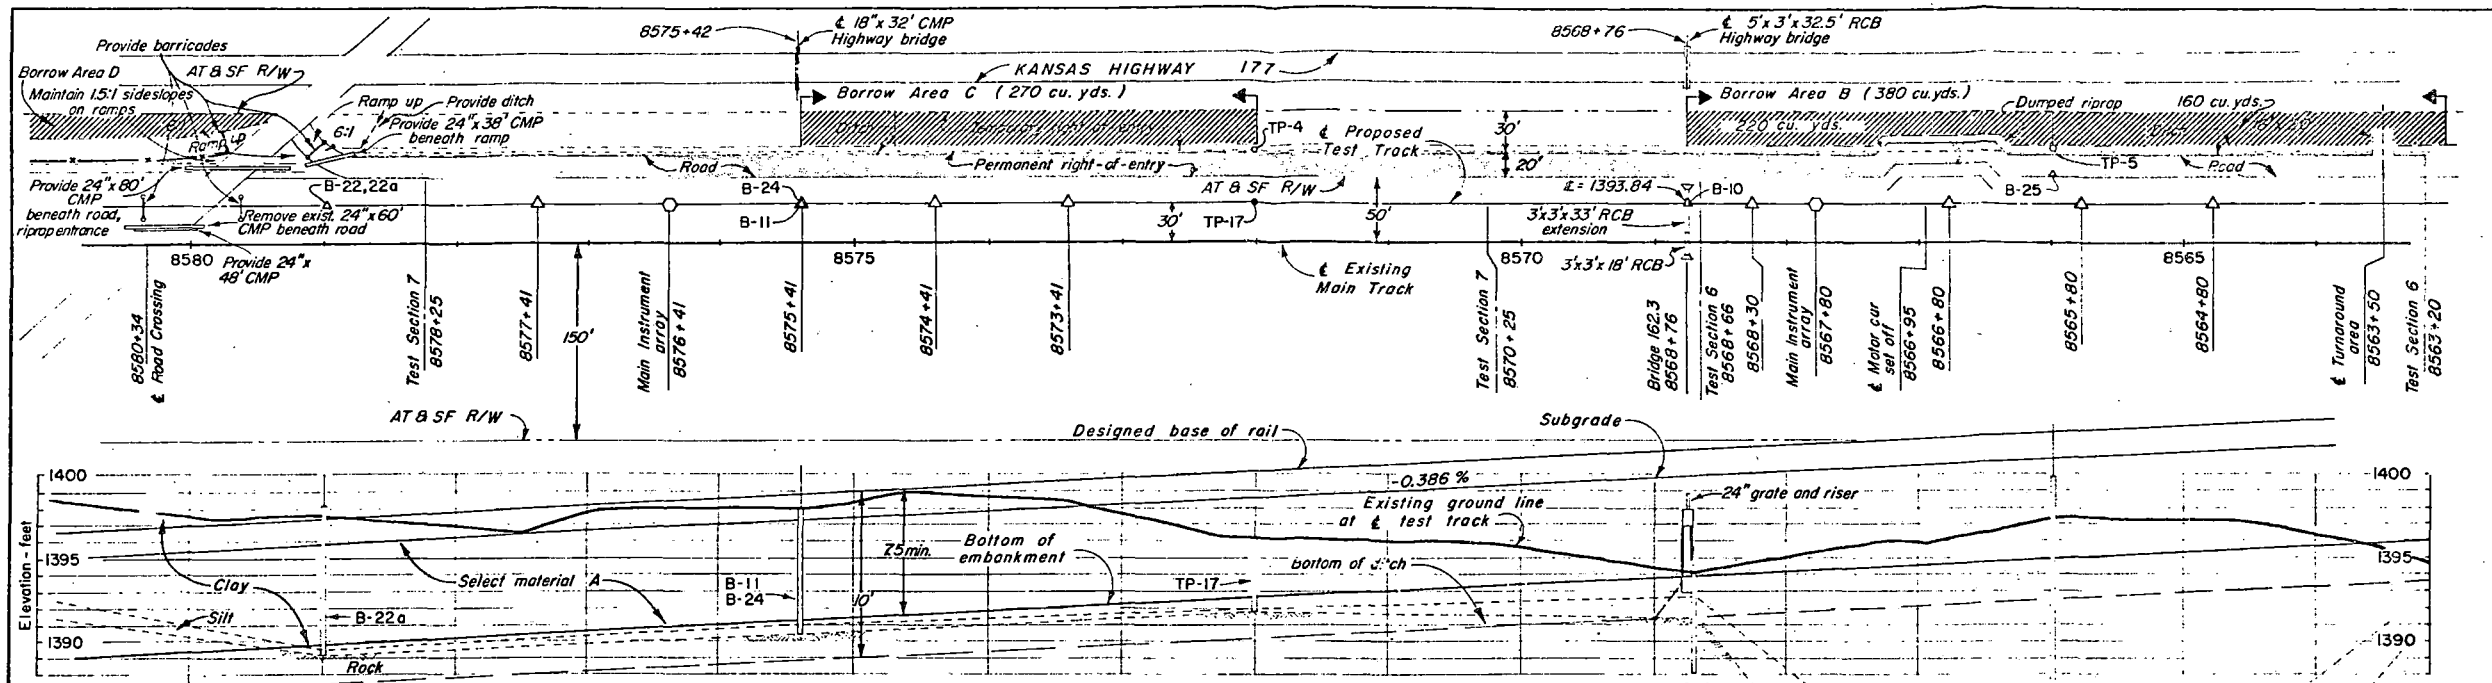 8575+42
℄ 18"x 32' CMP
Highway bridge
8568+76
℄ 5'x 3'x 32.5' RCB
Highway bridge
Provide barricades
Borrow Area D
AT & SF R/W
Maintain 1.5:1 sideslopes
on ramps
Ramp up
Provide ditch
6:1
Provide 24"x 38' CMP
beneath ramp
Ramp up
KANSAS HIGHWAY 177
Borrow Area C (270 cu. yds.)
Borrow Area B (380 cu.yds.)
Dumped riprap
160 cu. yds.
220 cu. yds.
TP-4
℄ Proposed
Test Track
30'
20'
TP-5
Road
Road
Permanent right-of-entry
AT & SF R/W
Provide 24"x 80'
CMP
beneath road,
riprap entrance
B-22,22a
Remove exist. 24"x 60'
CMP beneath road
Provide 24"x
48' CMP
B-24
B-11
TP-17
30'
50'
℄ = 1393.84
B-10
B-25
3'x3'x33' RCB
extension
3'x3'x18' RCB
8580
8575
8570
8565
℄ Existing
Main Track
150'
8580+34
℄ Road Crossing
Test Section 7
8578+25
8577+41
Main Instrument
array
8576+41
8575+41
8574+41
8573+41
Test Section 7
8570+25
Bridge 162.3
8568+76
Test Section 6
8568+66
8568+30
Main Instrument
array
8567+80
℄ Motor car
set off
8566+95
8566+80
8565+80
8564+80
℄ Turnaround
area
8563+50
Test Section 6
8563+20
AT & SF R/W
Designed base of rail
Subgrade
-0.386 %
Elevation - feet
1400
1395
1390
1400
1395
1390
Existing ground line
at ℄ test track
24" grate and riser
Clay
Silt
Select material A
B-22a
Rock
B-11
B-24
7.5 min.
10'
Bottom of
embankment
TP-17
Bottom of ditch